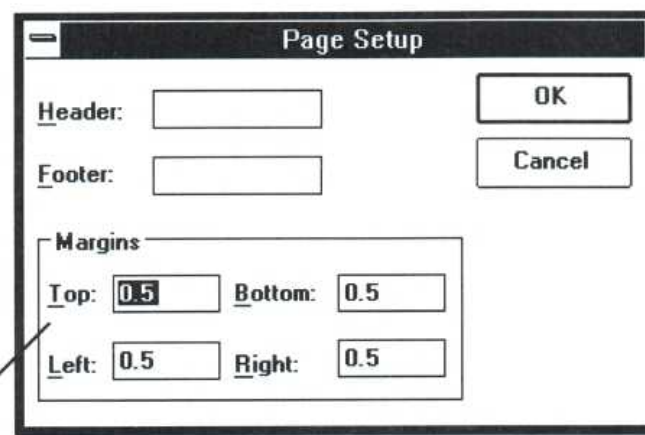 Page Setup
Header:
OK
Footer:
Cancel
Margins
Top: 0.5 Bottom: 0.5
Left: 0.5 Right: 0.5